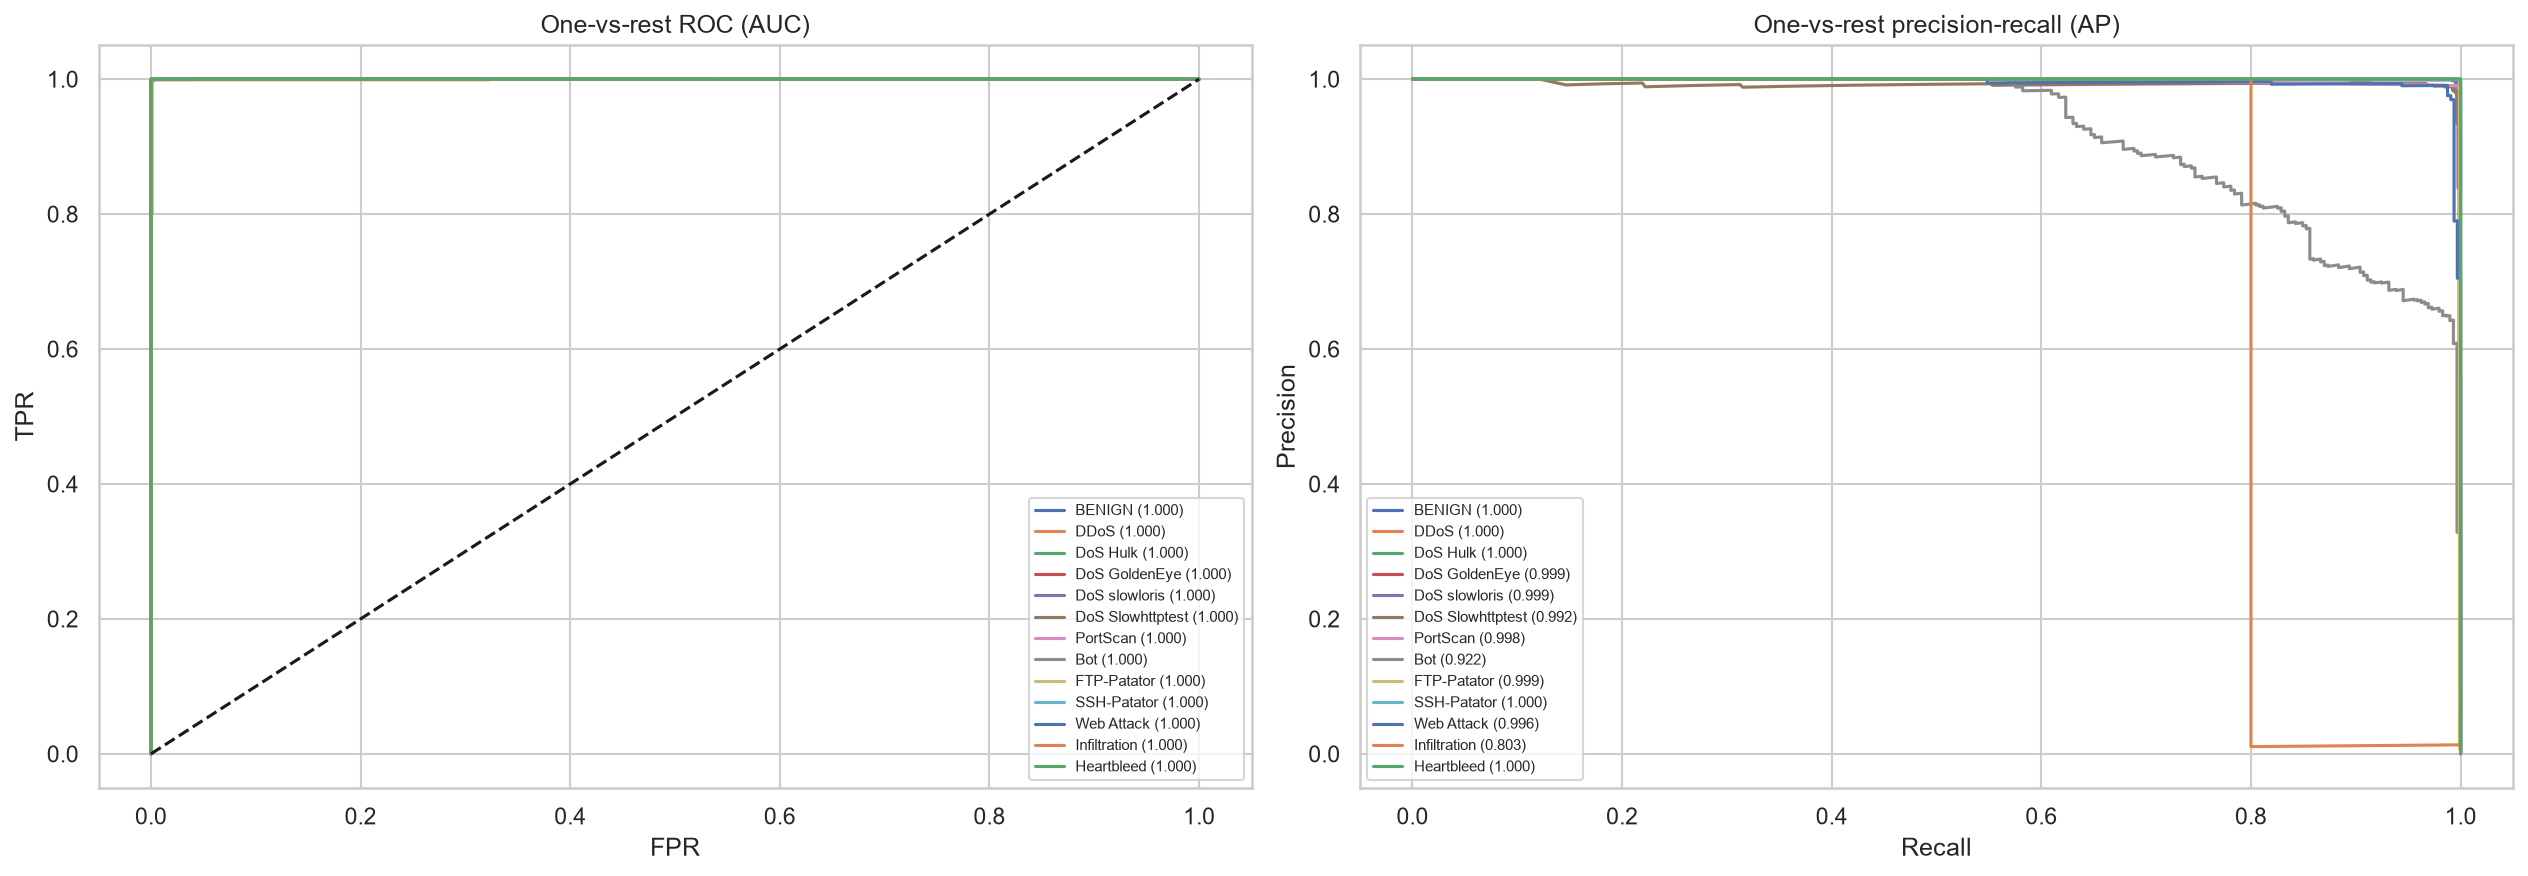 One-vs-rest ROC (AUC)
1.0
0.8
0.6
0.4
0.2
0.0
TPR
0.0 0.2 0.4 0.6 0.8 1.0
FPR
BENIGN (1.000)
DDoS (1.000)
DoS Hulk (1.000)
DoS GoldenEye (1.000)
DoS slowloris (1.000)
DoS Slowhttptest (1.000)
PortScan (1.000)
Bot (1.000)
FTP-Patator (1.000)
SSH-Patator (1.000)
Web Attack (1.000)
Infiltration (1.000)
Heartbleed (1.000)
One-vs-rest precision-recall (AP)
1.0
0.8
0.6
0.4
0.2
0.0
Precision
0.0 0.2 0.4 0.6 0.8 1.0
Recall
BENIGN (1.000)
DDoS (1.000)
DoS Hulk (1.000)
DoS GoldenEye (0.999)
DoS slowloris (0.999)
DoS Slowhttptest (0.992)
PortScan (0.998)
Bot (0.922)
FTP-Patator (0.999)
SSH-Patator (1.000)
Web Attack (0.996)
Infiltration (0.803)
Heartbleed (1.000)